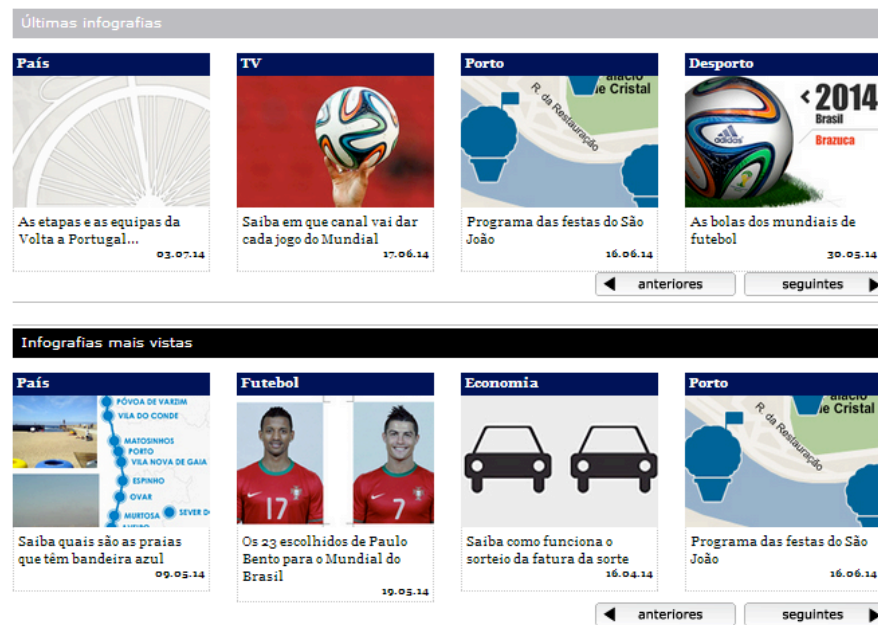 Últimas infografias
País
TV
Porto
Desporto
R. da Restauração
e Cristal
2014
Brasil
Brazuca
adidas
As etapas e as equipas da
Volta a Portugal...
03.07.14
Saiba em que canal vai dar
cada jogo do Mundial
17.06.14
Programa das festas do São
João
16.06.14
As bolas dos mundiais de
futebol
30.05.14
anteriores
seguintes
Infografias mais vistas
País
Futebol
Economia
Porto
PÓVOA DE VARZIM
VILA DO CONDE
MATOSINHOS
PORTO
VILA NOVA DE GAIA
ESPINHO
OVAR
MURTOSA
SEVER D
17
7
R. da Restauração
e Cristal
Saiba quais são as praias
que têm bandeira azul
09.05.14
Os 23 escolhidos de Paulo
Bento para o Mundial do
Brasil
19.05.14
Saiba como funciona o
sorteio da fatura da sorte
16.04.14
Programa das festas do São
João
16.06.14
anteriores
seguintes